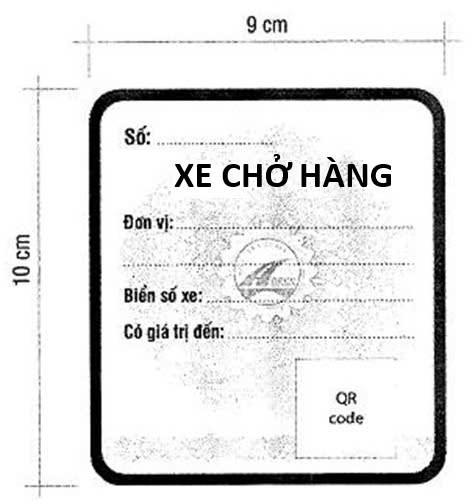 9 cm
10 cm
Số: ........................
XE CHỞ HÀNG
Đơn vị: ........................
Biển số xe: ........................
Có giá trị đến: ........................
QR
code